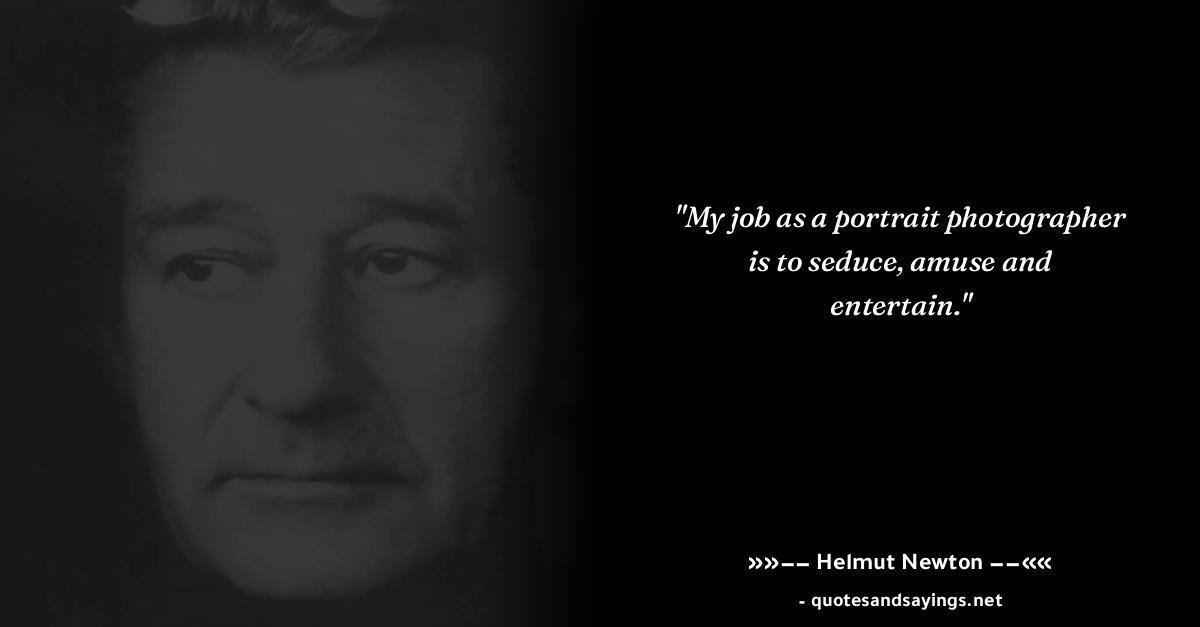 "My job as a portrait photographer
is to seduce, amuse and
entertain."
»»–– Helmut Newton ––««
- quotesandsayings.net